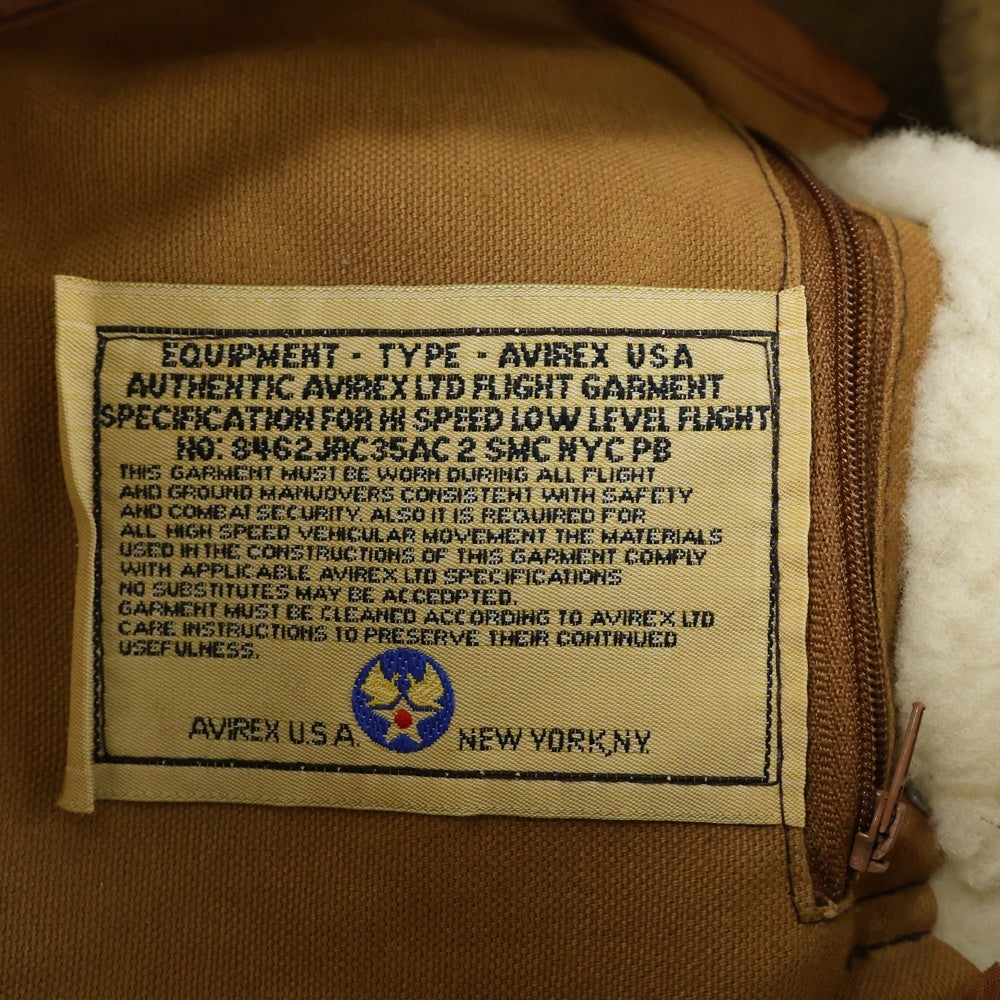 EQUIPMENT - TYPE - AVIREX USA
AUTHENTIC AVIREX LTD FLIGHT GARMENT
SPECIFICATION FOR HI SPEED LOW LEVEL FLIGHT
NO: 8462JRC35AC 2 SMC NYC PB
THIS GARMENT MUST BE WORN DURING ALL FLIGHT
AND GROUND MANUOVERS CONSISTENT WITH SAFETY
AND COMBAT SECURITY. ALSO IT IS REQUIRED FOR
ALL HIGH SPEED VEHICULAR MOVEMENT THE MATERIALS
USED IN THE CONSTRUCTIONS OF THIS GARMENT COMPLY
WITH APPLICABLE AVIREX LTD SPECIFICATIONS
NO SUBSTITUTES MAY BE ACCEDPTED.
GARMENT MUST BE CLEANED ACCORDING TO AVIREX LTD
CARE INSTRUCTIONS TO PRESERVE THEIR CONTINUED
USEFULNESS.
AVIREX U.S.A. NEW YORK,NY.